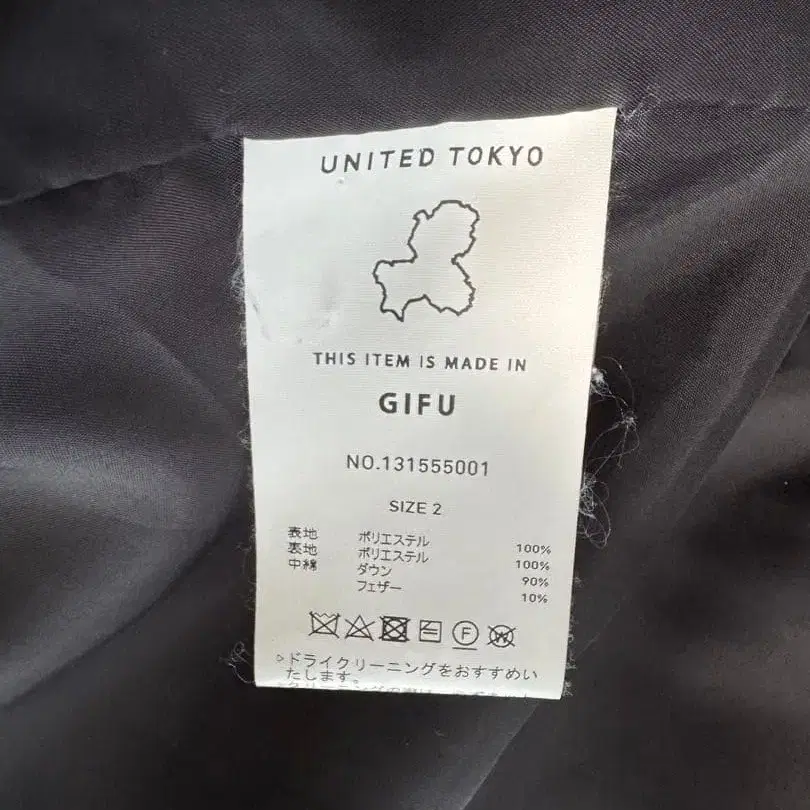 UNITED TOKYO
THIS ITEM IS MADE IN
GIFU
NO.131555001
SIZE 2
表地 ポリエステル 100%
裏地 ポリエステル 100%
中綿 ダウン 90%
フェザー 10%
F
W
◦ドライクリーニングをおすすめい
たします。